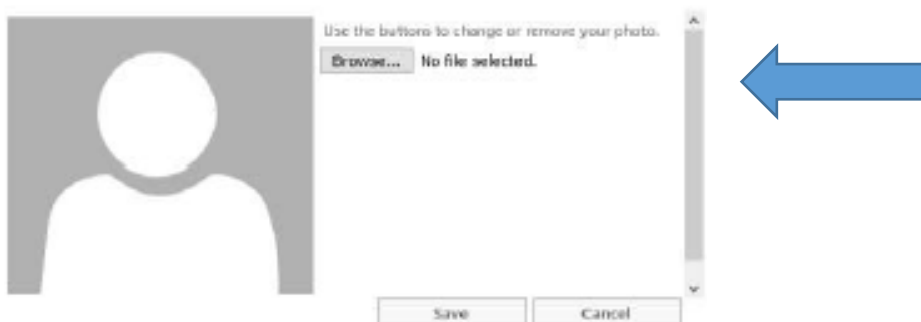 Use the buttons to change or remove your photo.
Browse... No file selected.
Save Cancel